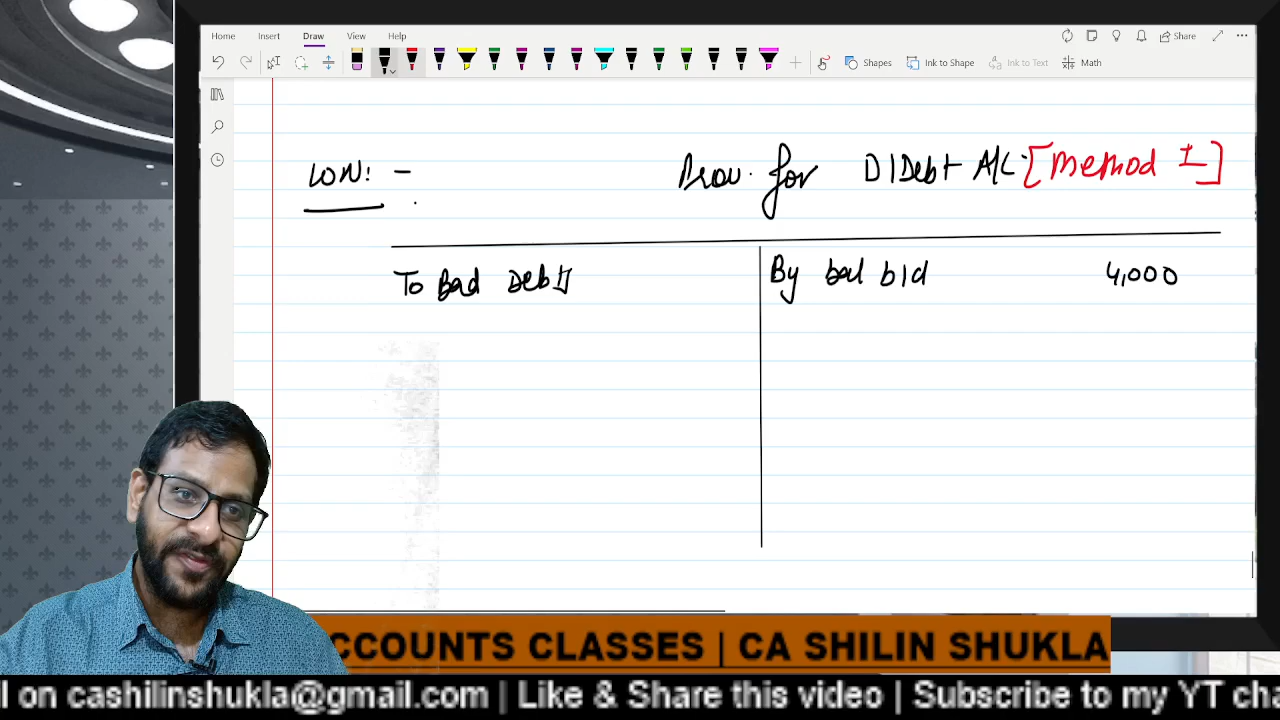 Home Insert Draw View Help
Share
Shapes Ink to Shape Ink to Text Math
W.N: - Prov. for D/Debt A/c [Method I]
To Bad Debts By bal b/d 4,000
CCOUNTS CLASSES | CA SHILIN SHUKLA
l on cashilinshukla@gmail.com | Like & Share this video | Subscribe to my YT cha